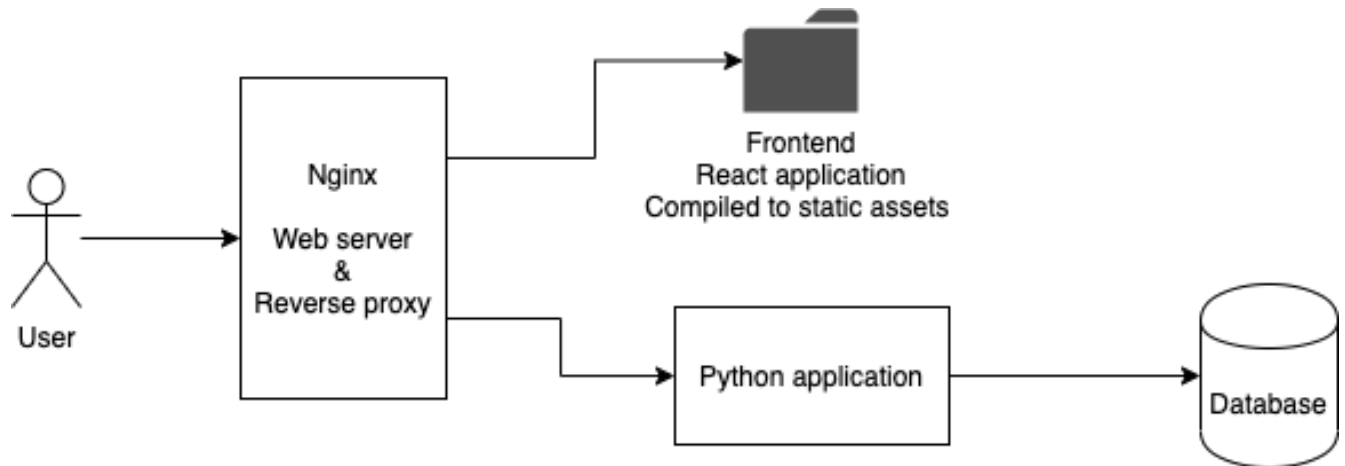 User
Nginx
Web server
&
Reverse proxy
Frontend
React application
Compiled to static assets
Python application
Database